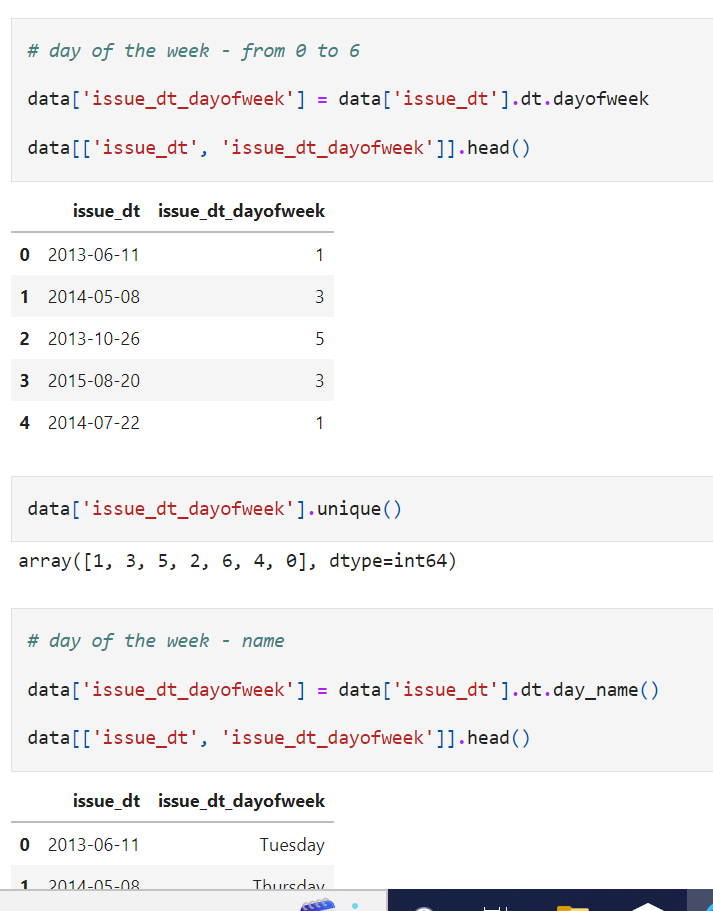 # day of the week - from 0 to 6
data['issue_dt_dayofweek'] = data['issue_dt'].dt.dayofweek
data[['issue_dt', 'issue_dt_dayofweek']].head()
issue_dt issue_dt_dayofweek
0 2013-06-11 1
1 2014-05-08 3
2 2013-10-26 5
3 2015-08-20 3
4 2014-07-22 1
data['issue_dt_dayofweek'].unique()
array([1, 3, 5, 2, 6, 4, 0], dtype=int64)
# day of the week - name
data['issue_dt_dayofweek'] = data['issue_dt'].dt.day_name()
data[['issue_dt', 'issue_dt_dayofweek']].head()
issue_dt issue_dt_dayofweek
0 2013-06-11 Tuesday
1 2014-05-08 Thursday